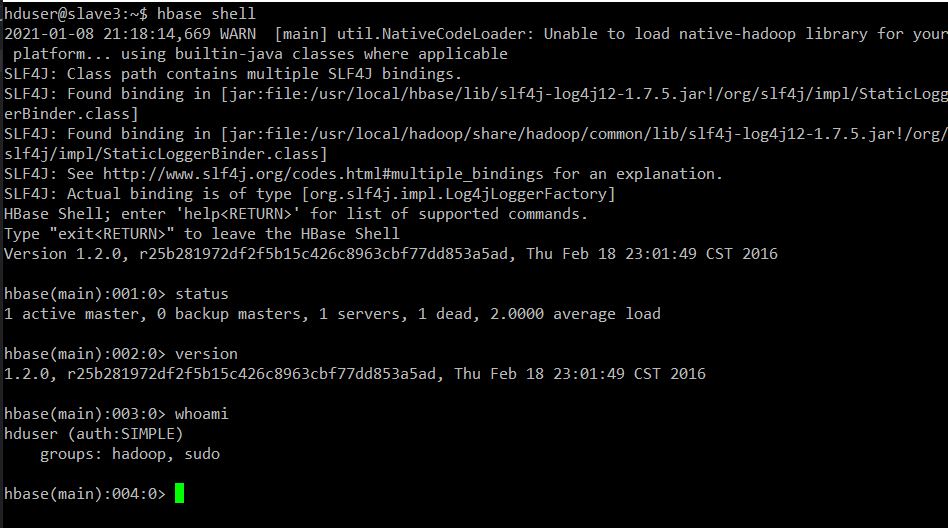 hduser@slave3:~$ hbase shell
2021-01-08 21:18:14,669 WARN  [main] util.NativeCodeLoader: Unable to load native-hadoop library for your
 platform... using builtin-java classes where applicable
SLF4J: Class path contains multiple SLF4J bindings.
SLF4J: Found binding in [jar:file:/usr/local/hbase/lib/slf4j-log4j12-1.7.5.jar!/org/slf4j/impl/StaticLogg
erBinder.class]
SLF4J: Found binding in [jar:file:/usr/local/hadoop/share/hadoop/common/lib/slf4j-log4j12-1.7.5.jar!/org/
slf4j/impl/StaticLoggerBinder.class]
SLF4J: See http://www.slf4j.org/codes.html#multiple_bindings for an explanation.
SLF4J: Actual binding is of type [org.slf4j.impl.Log4jLoggerFactory]
HBase Shell; enter 'help<RETURN>' for list of supported commands.
Type "exit<RETURN>" to leave the HBase Shell
Version 1.2.0, r25b281972df2f5b15c426c8963cbf77dd853a5ad, Thu Feb 18 23:01:49 CST 2016

hbase(main):001:0> status
1 active master, 0 backup masters, 1 servers, 1 dead, 2.0000 average load

hbase(main):002:0> version
1.2.0, r25b281972df2f5b15c426c8963cbf77dd853a5ad, Thu Feb 18 23:01:49 CST 2016

hbase(main):003:0> whoami
hduser (auth:SIMPLE)
    groups: hadoop, sudo

hbase(main):004:0>